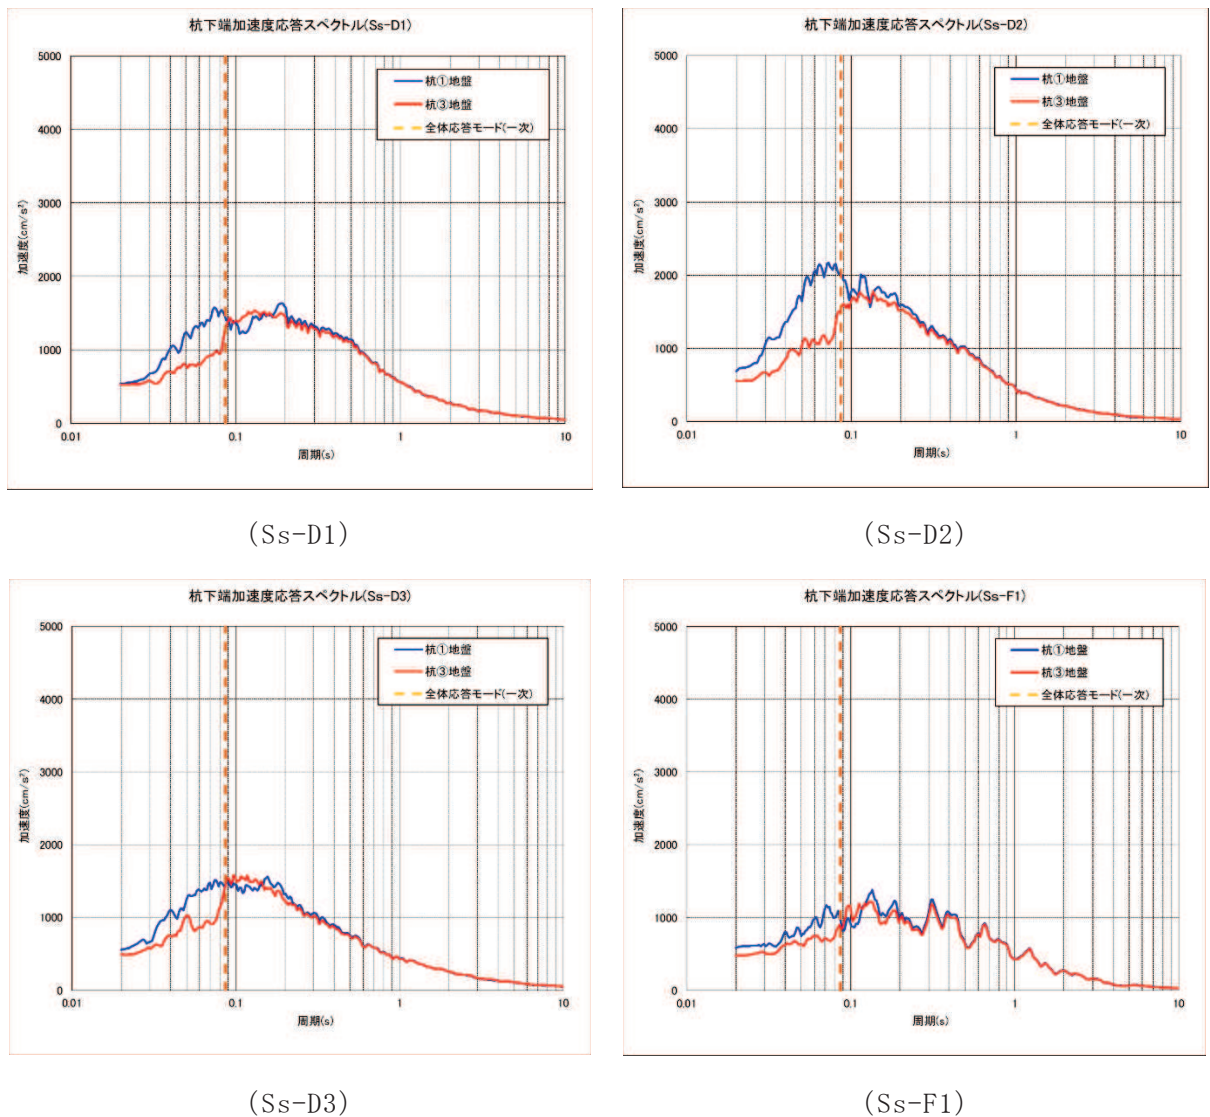 杭下端加速度応答スペクトル(Ss-D1)
5000
4000
3000
2000
1000
0
加速度(cm/s²)
0.01
0.1
1
10
周期(s)
杭①地盤
杭③地盤
全体応答モード(一次)
(Ss-D1)
杭下端加速度応答スペクトル(Ss-D2)
5000
4000
3000
2000
1000
0
加速度(cm/s²)
0.01
0.1
1
10
周期(s)
杭①地盤
杭③地盤
全体応答モード(一次)
(Ss-D2)
杭下端加速度応答スペクトル(Ss-D3)
5000
4000
3000
2000
1000
0
加速度(cm/s²)
0.01
0.1
1
10
周期(s)
杭①地盤
杭③地盤
全体応答モード(一次)
(Ss-D3)
杭下端加速度応答スペクトル(Ss-F1)
5000
4000
3000
2000
1000
0
加速度(cm/s²)
0.01
0.1
1
10
周期(s)
杭①地盤
杭③地盤
全体応答モード(一次)
(Ss-F1)